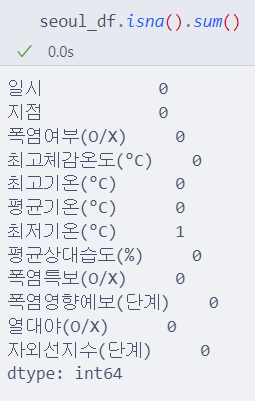 seoul_df.isna().sum()
0.0s
일시 0
지점 0
폭염여부(O/X) 0
최고체감온도(°C) 0
최고기온(°C) 0
평균기온(°C) 0
최저기온(°C) 1
평균상대습도(%) 0
폭염특보(O/X) 0
폭염영향예보(단계) 0
열대야(O/X) 0
자외선지수(단계) 0
dtype: int64